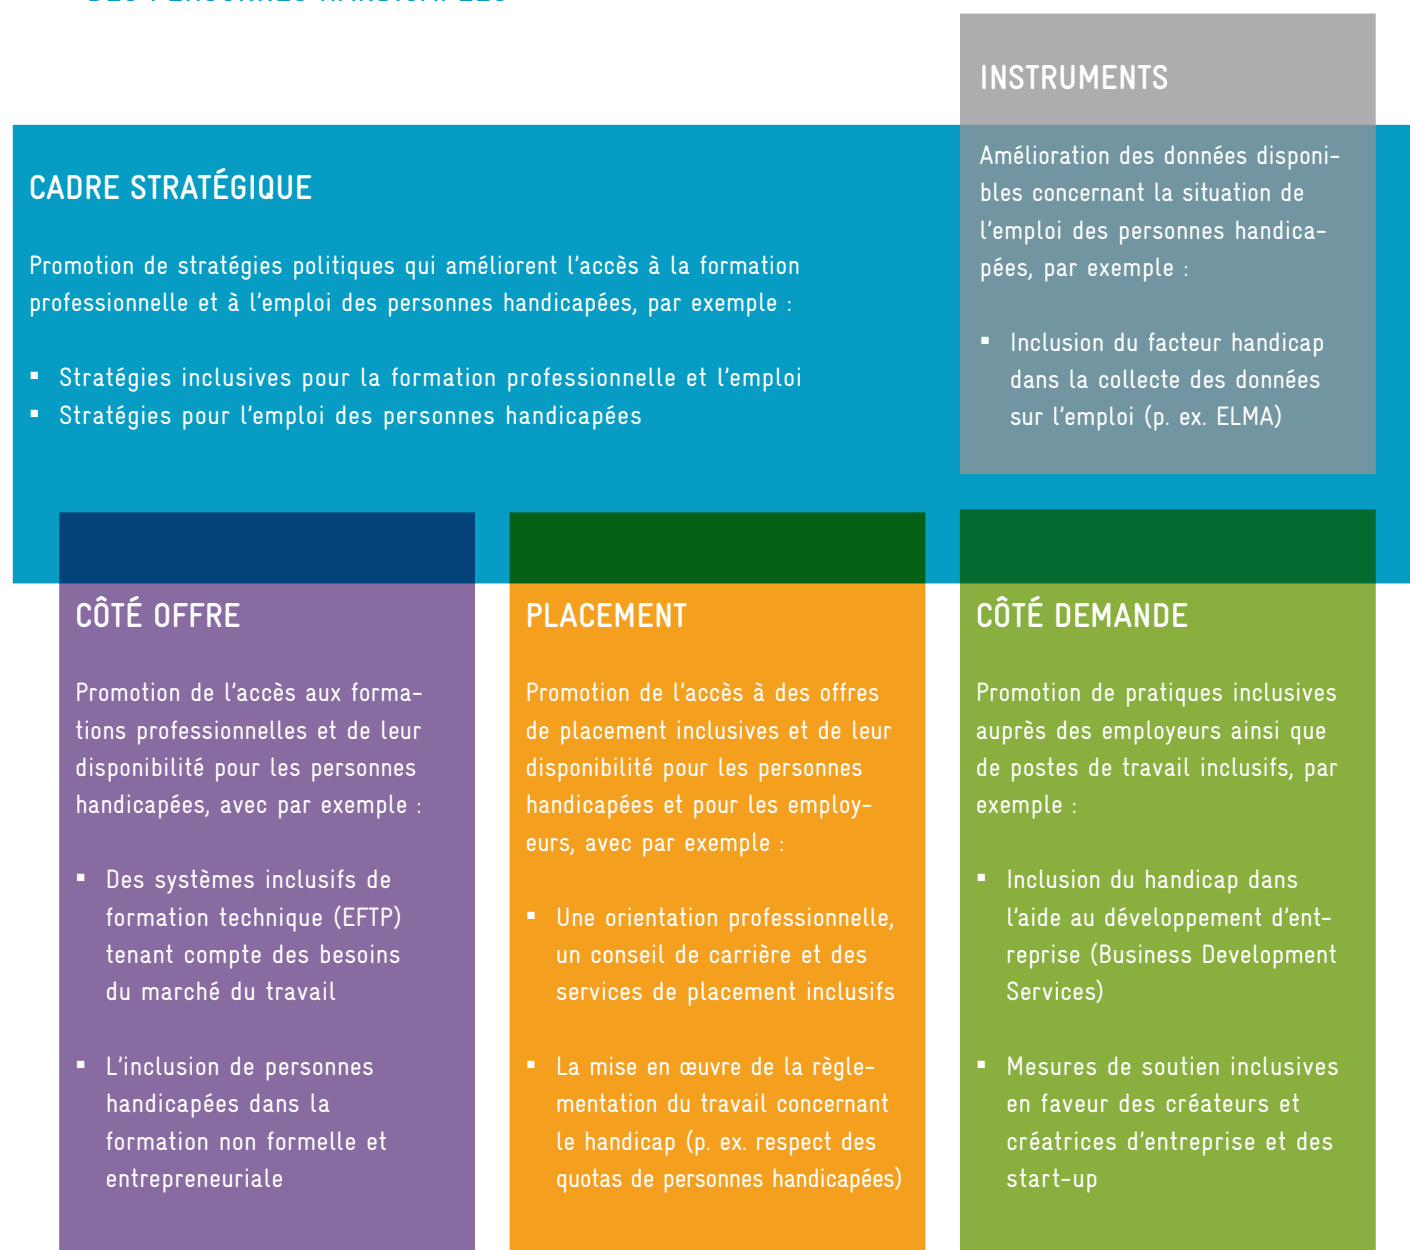 DES PERSONNES HANDICAPÉES
INSTRUMENTS
Amélioration des données disponi-
bles concernant la situation de
l'emploi des personnes handica-
pées, par exemple :
▪ Inclusion du facteur handicap
dans la collecte des données
sur l'emploi (p. ex. ELMA)
CADRE STRATÉGIQUE
Promotion de stratégies politiques qui améliorent l'accès à la formation
professionnelle et à l'emploi des personnes handicapées, par exemple :
▪ Stratégies inclusives pour la formation professionnelle et l'emploi
▪ Stratégies pour l'emploi des personnes handicapées
CÔTÉ OFFRE
Promotion de l'accès aux forma-
tions professionnelles et de leur
disponibilité pour les personnes
handicapées, avec par exemple :
▪ Des systèmes inclusifs de
formation technique (EFTP)
tenant compte des besoins
du marché du travail
▪ L'inclusion de personnes
handicapées dans la
formation non formelle et
entrepreneuriale
PLACEMENT
Promotion de l'accès à des offres
de placement inclusives et de leur
disponibilité pour les personnes
handicapées et pour les employ-
eurs, avec par exemple :
▪ Une orientation professionnelle,
un conseil de carrière et des
services de placement inclusifs
▪ La mise en œuvre de la règle-
mentation du travail concernant
le handicap (p. ex. respect des
quotas de personnes handicapées)
CÔTÉ DEMANDE
Promotion de pratiques inclusives
auprès des employeurs ainsi que
de postes de travail inclusifs, par
exemple :
▪ Inclusion du handicap dans
l'aide au développement d'ent-
reprise (Business Development
Services)
▪ Mesures de soutien inclusives
en faveur des créateurs et
créatrices d'entreprise et des
start-up